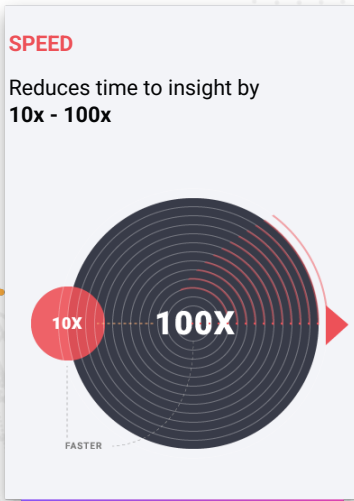 SPEED
Reduces time to insight by
10x - 100x
10X
100X
FASTER